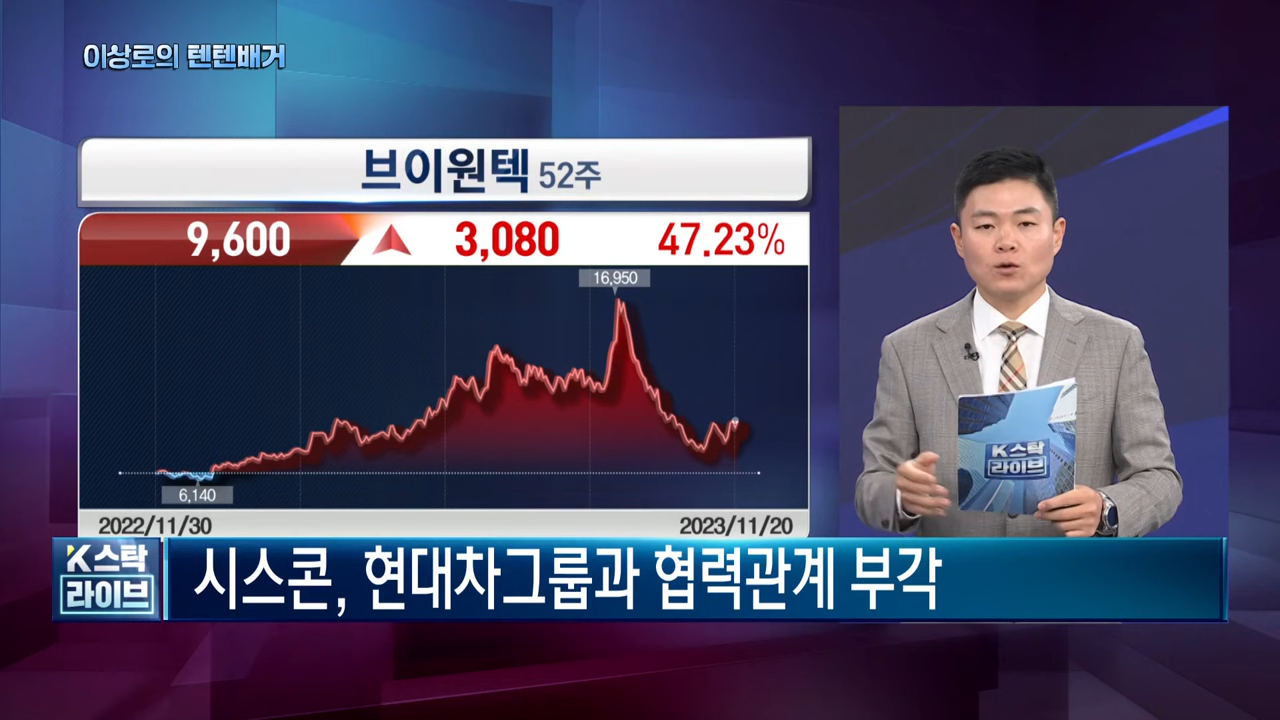 이상로의 텐텐배거
브이원텍 52주
9,600 ▲ 3,080 47.23%
16,950
6,140
2022/11/30 2023/11/20
K스탁
라이브
K스탁
라이브
시스콘, 현대차그룹과 협력관계 부각